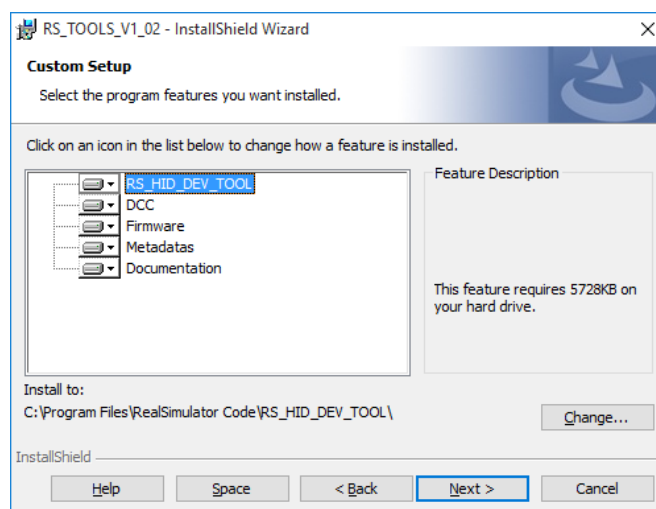 RS_TOOLS_V1_02 - InstallShield Wizard
Custom Setup
Select the program features you want installed.
Click on an icon in the list below to change how a feature is installed.
RS_HID_DEV_TOOL
DCC
Firmware
Metadatas
Documentation
Feature Description
This feature requires 5728KB on
your hard drive.
Install to:
C:\Program Files\RealSimulator Code\RS_HID_DEV_TOOL\
Change...
InstallShield
Help
Space
< Back
Next >
Cancel